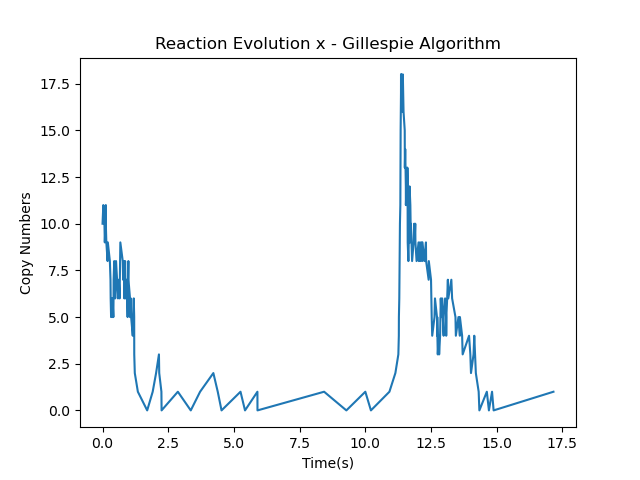 Reaction Evolution x - Gillespie Algorithm
17.5
15.0
12.5
10.0
7.5
5.0
2.5
0.0
Copy Numbers
0.0 2.5 5.0 7.5 10.0 12.5 15.0 17.5
Time(s)